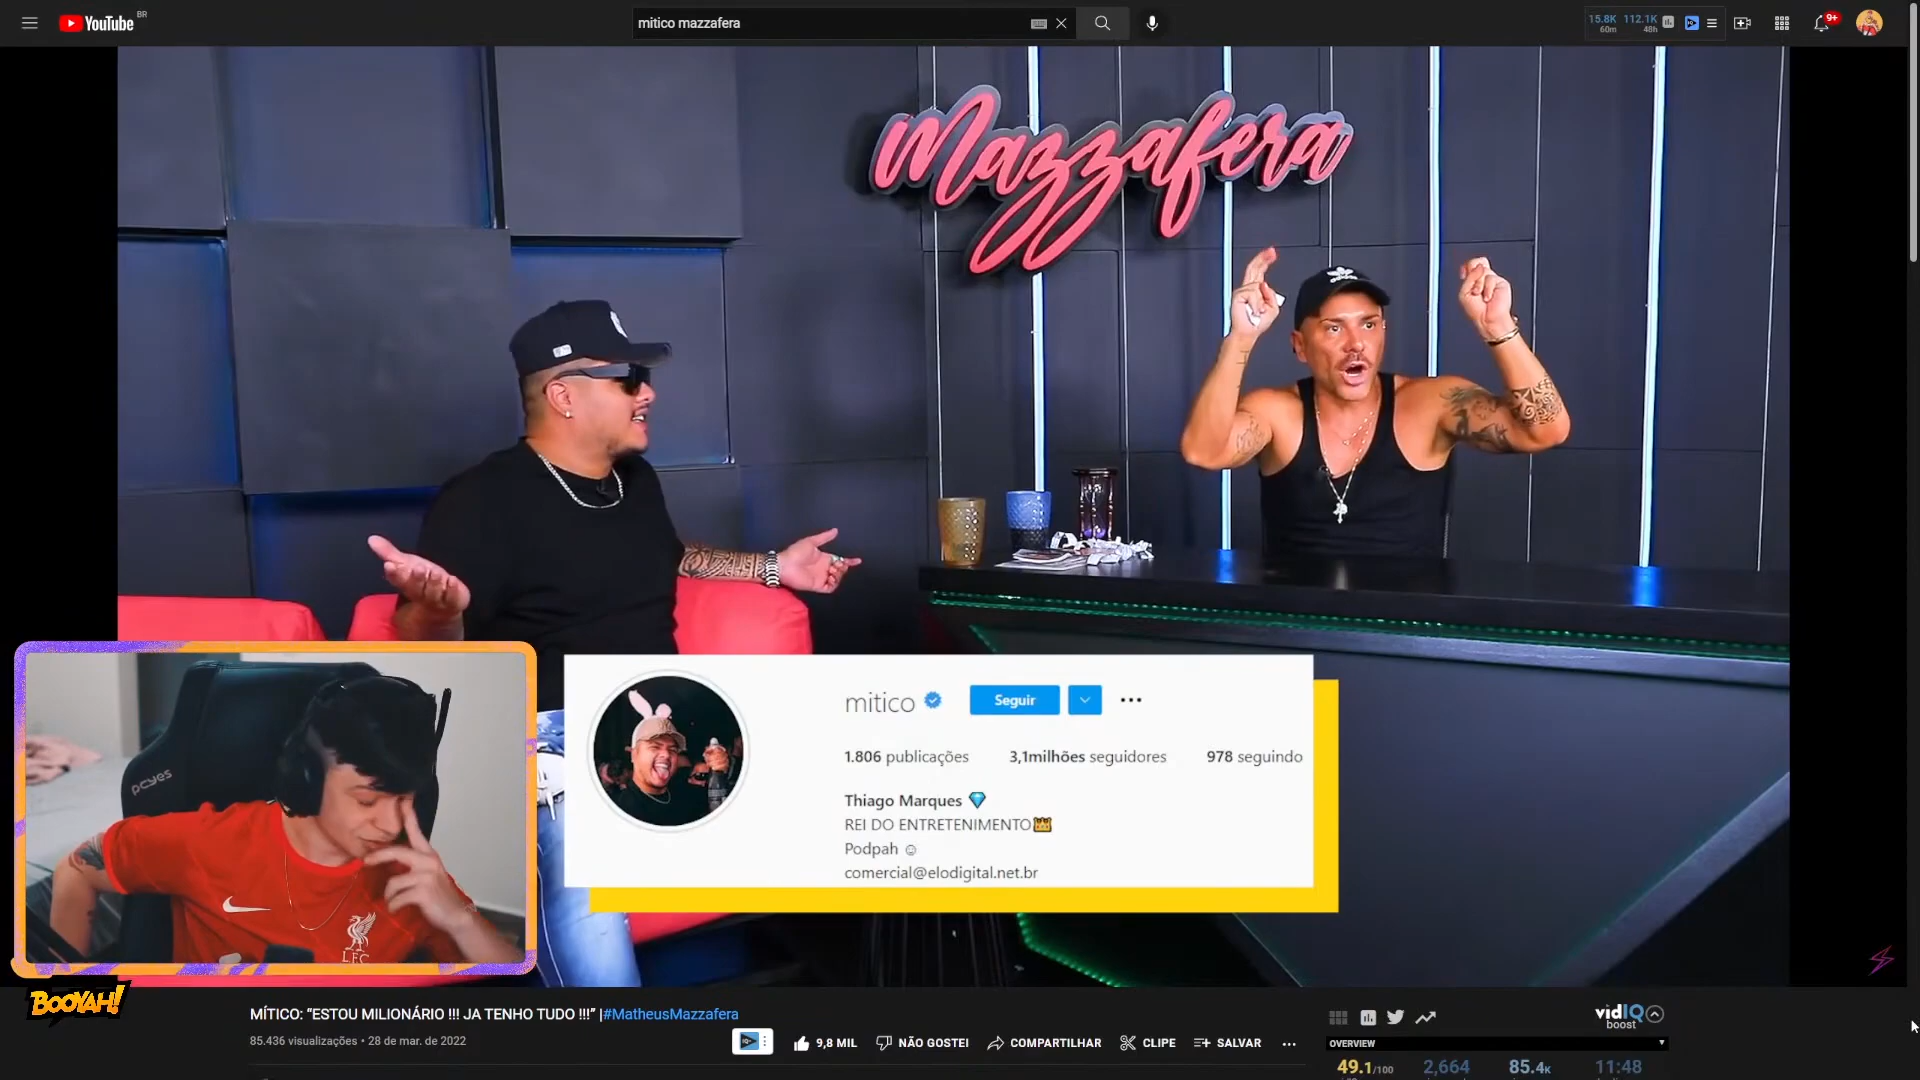 YouTube BR
mitico mazzafera
15.8K 60m
112.1K 48h
9+
Mazzafera
mitico
Seguir
1.806 publicações
3,1milhões seguidores
978 seguindo
Thiago Marques
REI DO ENTRETENIMENTO
Podpah
comercial@elodigital.net.br
pcyes
L.F.C
BOOYAH!
MÍTICO: “ESTOU MILIONÁRIO !!! JA TENHO TUDO !!!” |#MatheusMazzafera
85.436 visualizações • 28 de mar. de 2022
9,8 MIL
NÃO GOSTEI
COMPARTILHAR
CLIPE
SALVAR
vidIQ
boost
OVERVIEW
49.1/100
2,664
85.4K
11:48